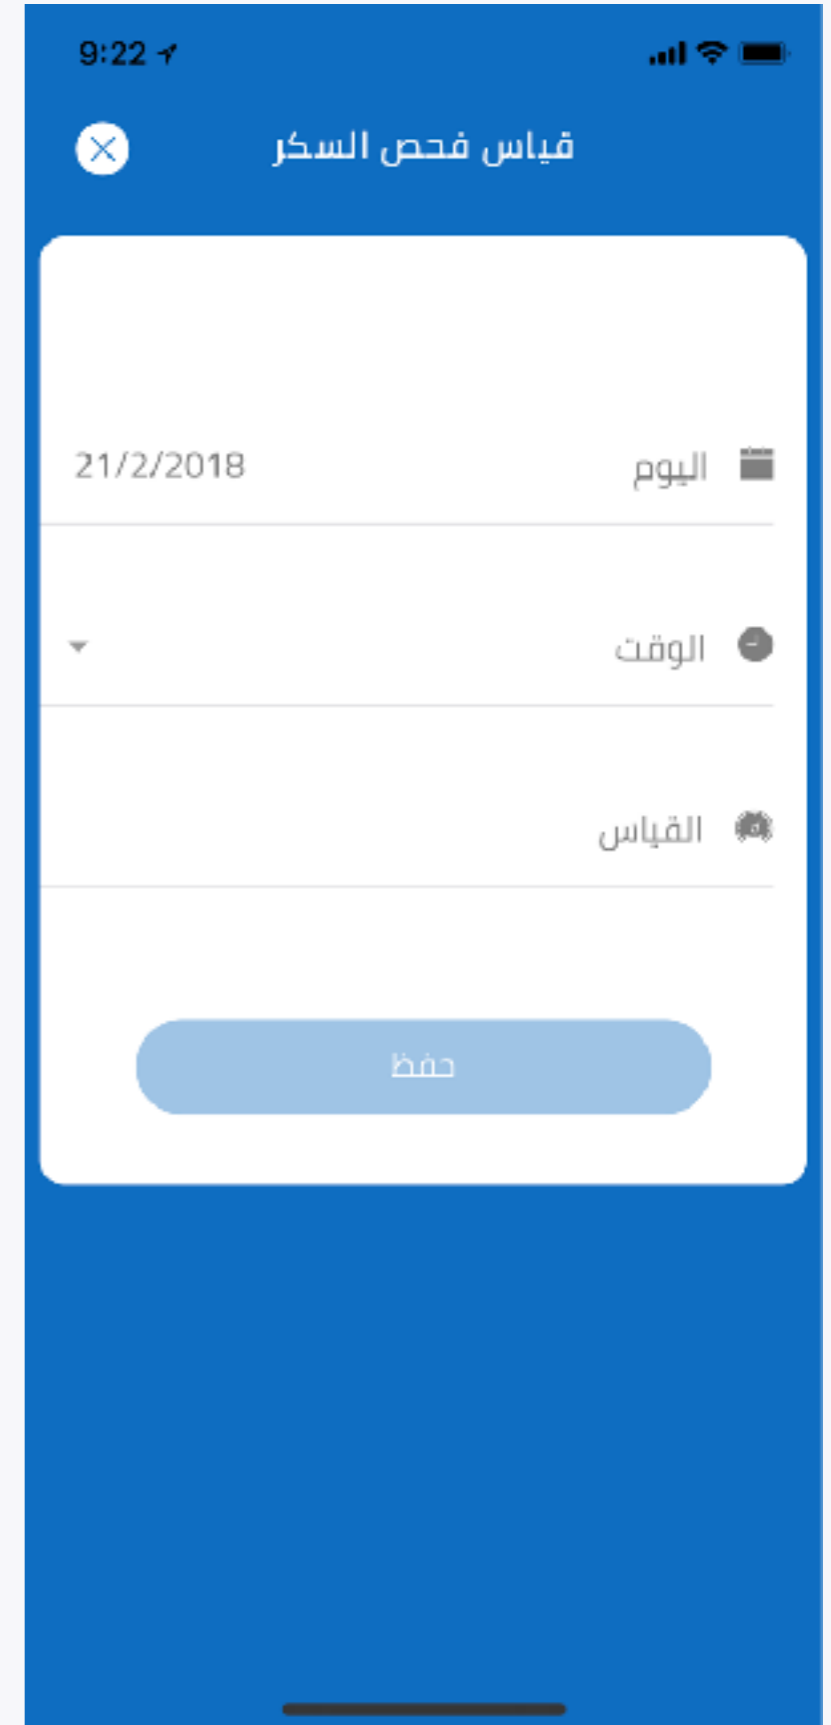 9:22
قياس فحص السكر
اليوم 21/2/2018
الوقت
القياس
حفظ